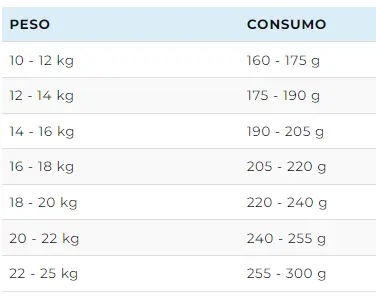 PESO CONSUMO
10 - 12 kg 160 - 175 g
12 - 14 kg 175 - 190 g
14 - 16 kg 190 - 205 g
16 - 18 kg 205 - 220 g
18 - 20 kg 220 - 240 g
20 - 22 kg 240 - 255 g
22 - 25 kg 255 - 300 g